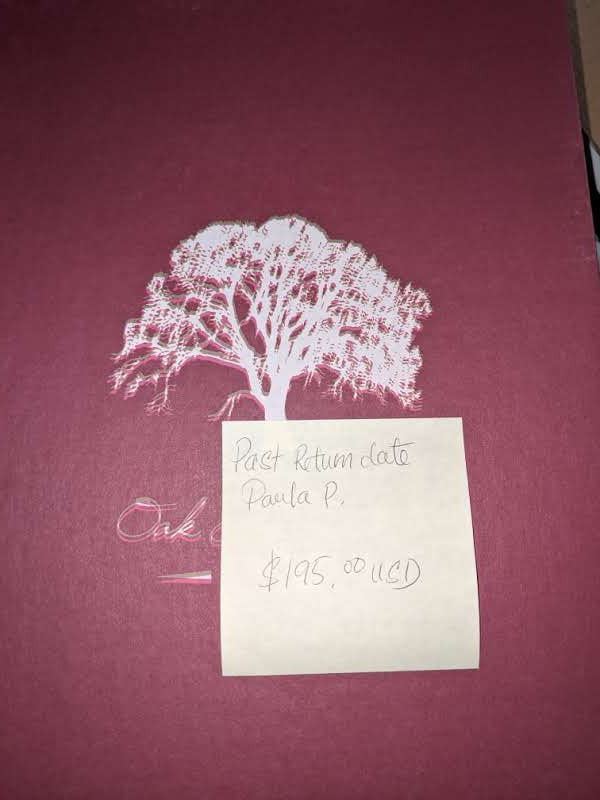 Past Return date
Paula P.
$195.00 USD
Oak